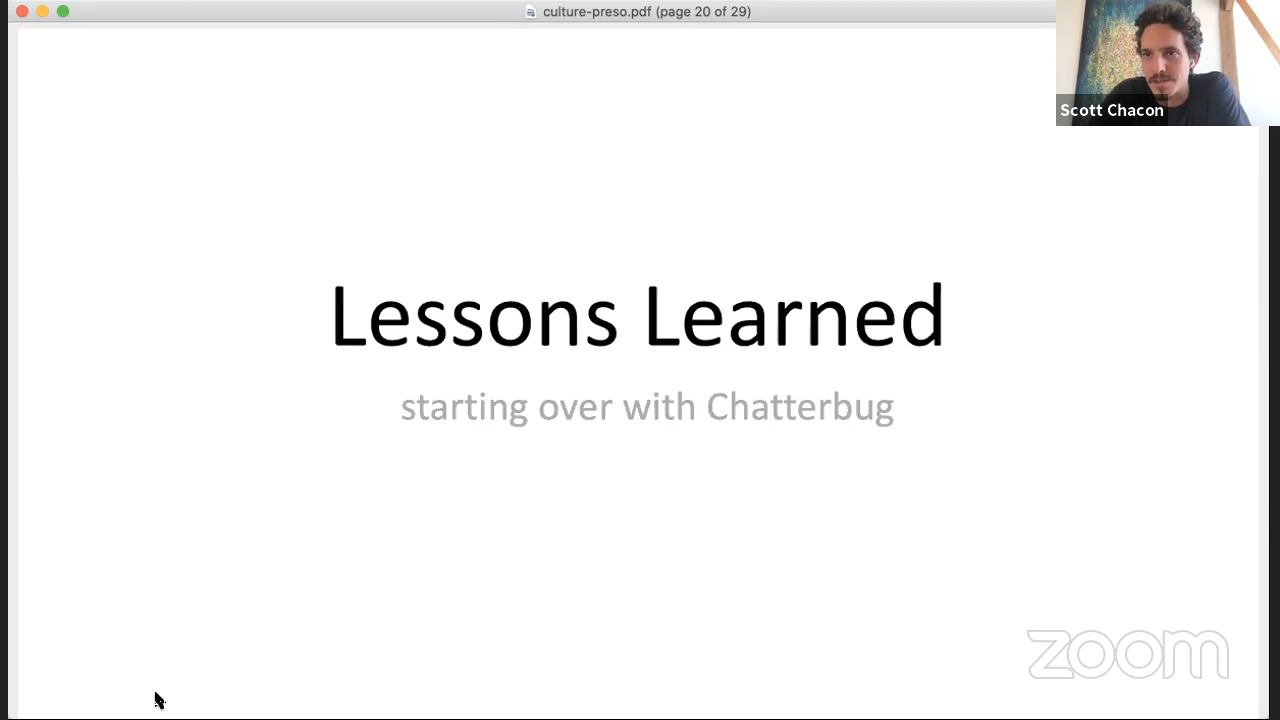 culture-preso.pdf (page 20 of 29)
Scott Chacon
Lessons Learned
starting over with Chatterbug
zoom